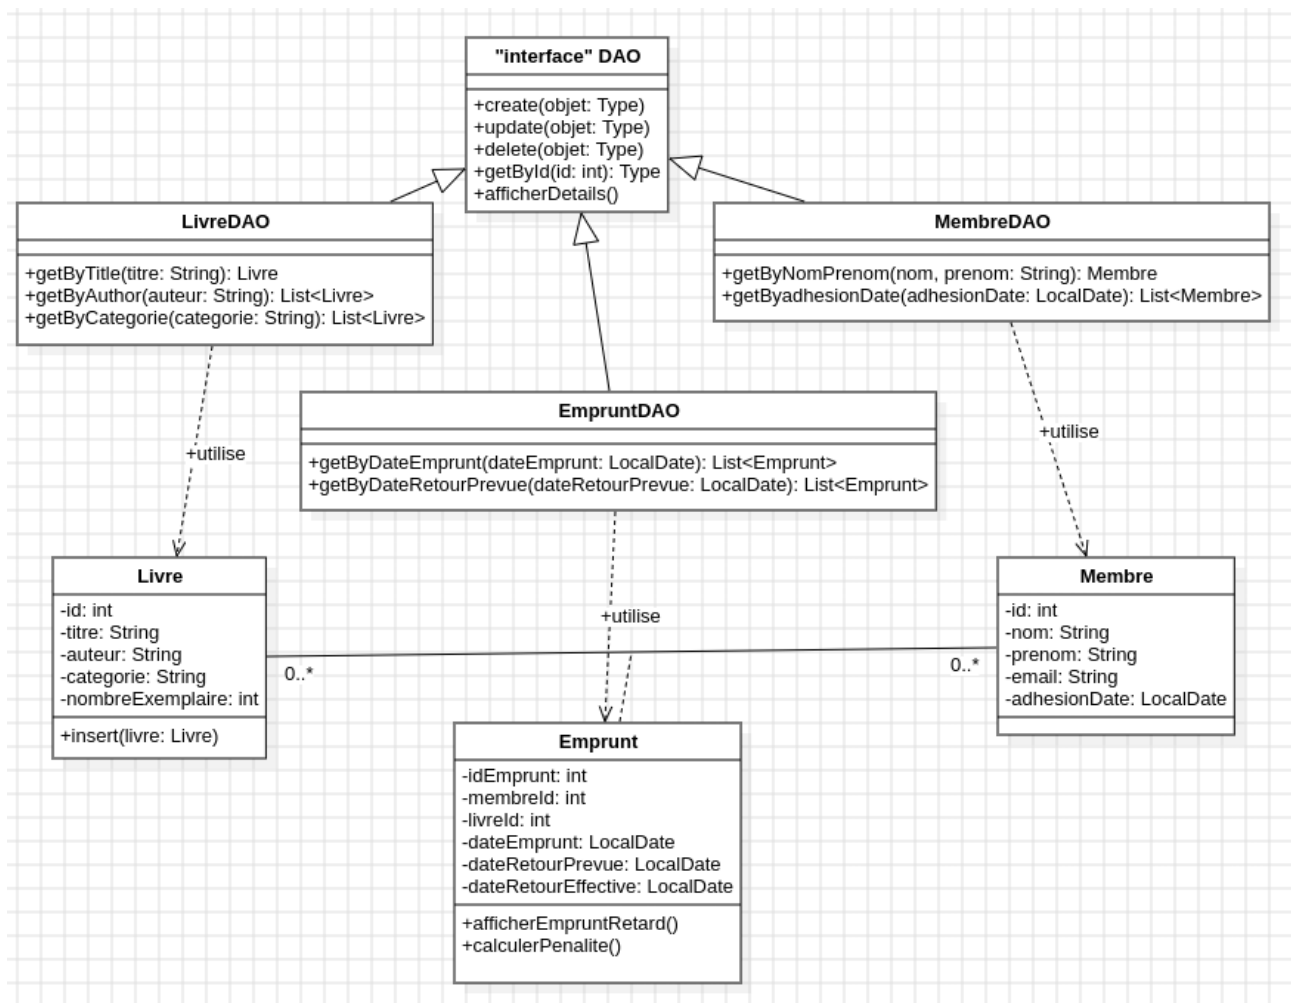 "interface" DAO
+create(objet: Type)
+update(objet: Type)
+delete(objet: Type)
+getById(id: int): Type
+afficherDetails()
LivreDAO
+getByTitle(titre: String): Livre
+getByAuthor(auteur: String): List<Livre>
+getByCategorie(categorie: String): List<Livre>
MembreDAO
+getByNomPrenom(nom, prenom: String): Membre
+getByadhesionDate(adhesionDate: LocalDate): List<Membre>
EmpruntDAO
+getByDateEmprunt(dateEmprunt: LocalDate): List<Emprunt>
+getByDateRetourPrevue(dateRetourPrevue: LocalDate): List<Emprunt>
+utilise
+utilise
+utilise
Livre
-id: int
-titre: String
-auteur: String
-categorie: String
-nombreExemplaire: int
+insert(livre: Livre)
0..*
0..*
Membre
-id: int
-nom: String
-prenom: String
-email: String
-adhesionDate: LocalDate
Emprunt
-idEmprunt: int
-membreId: int
-livreId: int
-dateEmprunt: LocalDate
-dateRetourPrevue: LocalDate
-dateRetourEffective: LocalDate
+afficherEmpruntRetard()
+calculerPenalite()